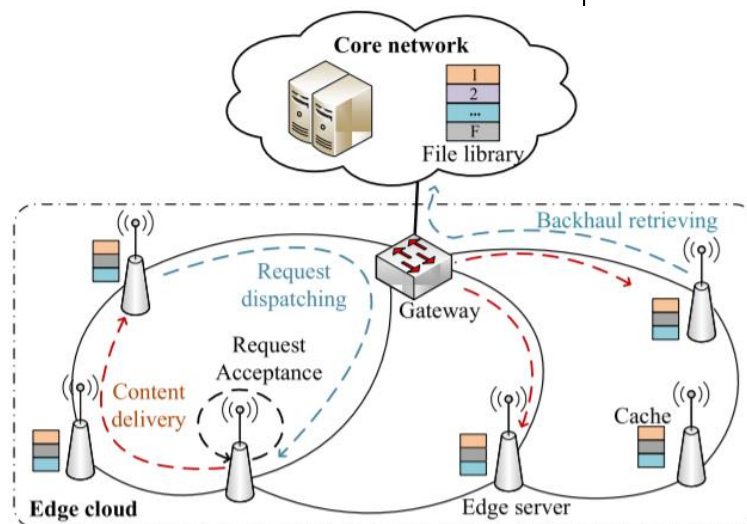 Core network
1
2
...
F
File library
Backhaul retrieving
Request
dispatching
Gateway
Request
Acceptance
Content
delivery
Cache
Edge server
Edge cloud